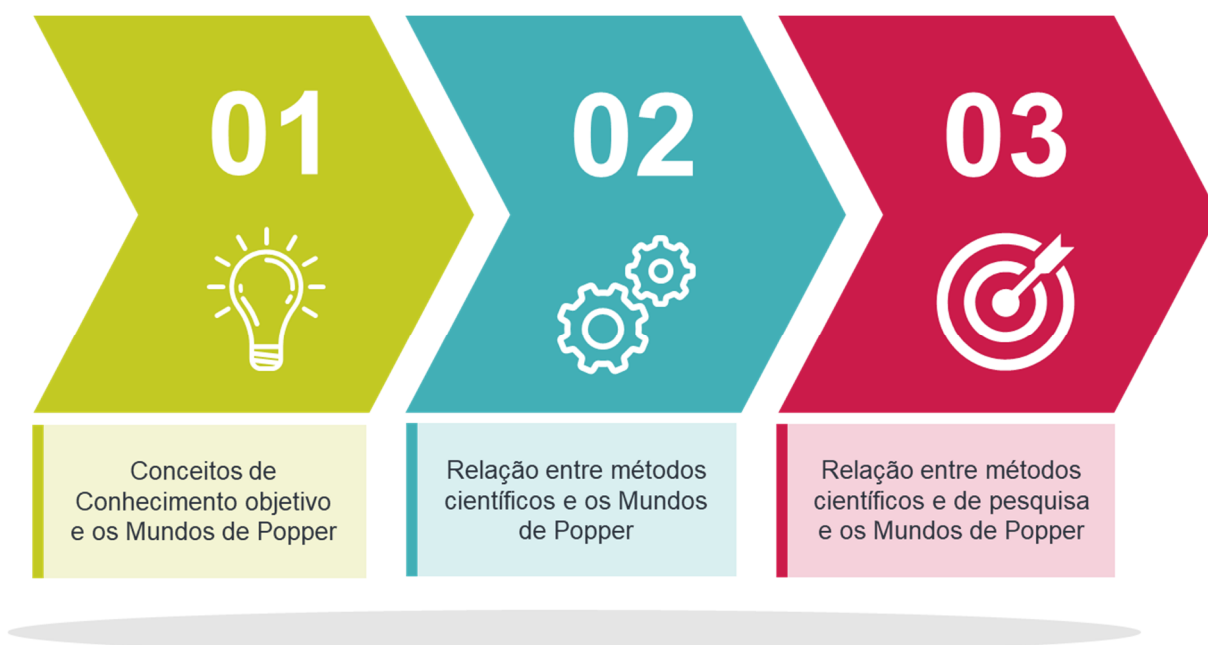 01
02
03
Conceitos de
Conhecimento objetivo
e os Mundos de Popper
Relação entre métodos
científicos e os Mundos
de Popper
Relação entre métodos
científicos e de pesquisa
e os Mundos de Popper